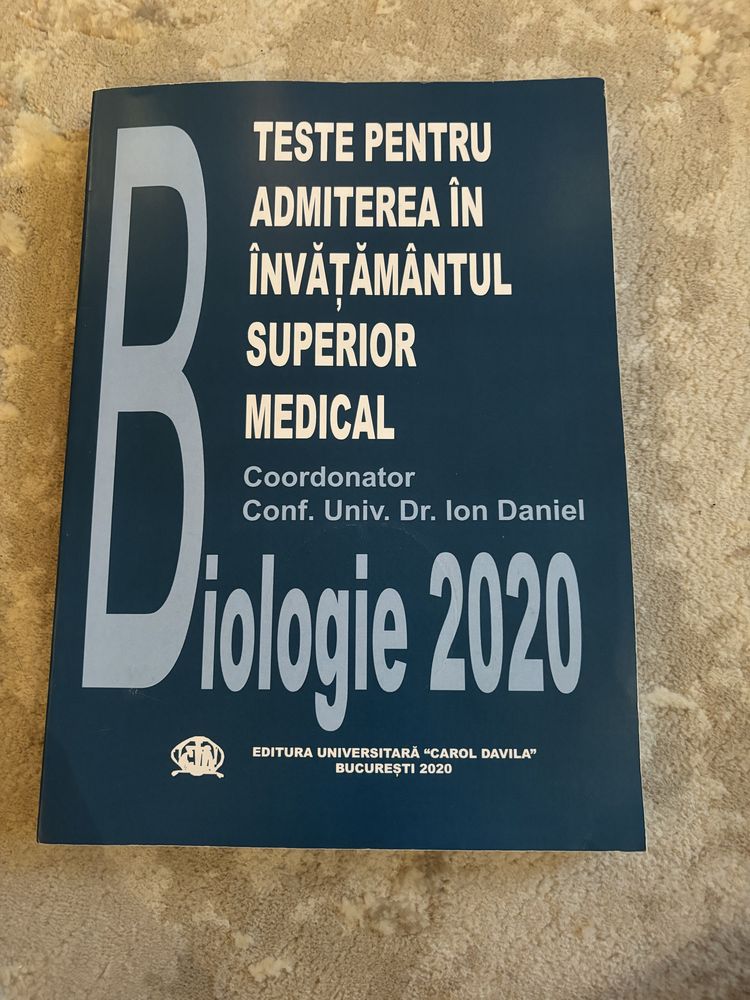 TESTE PENTRU
ADMITEREA ÎN
ÎNVĂȚĂMÂNTUL
SUPERIOR
MEDICAL
Coordonator
Conf. Univ. Dr. Ion Daniel
Biologie 2020
EDITURA UNIVERSITARĂ “CAROL DAVILA”
BUCUREȘTI 2020